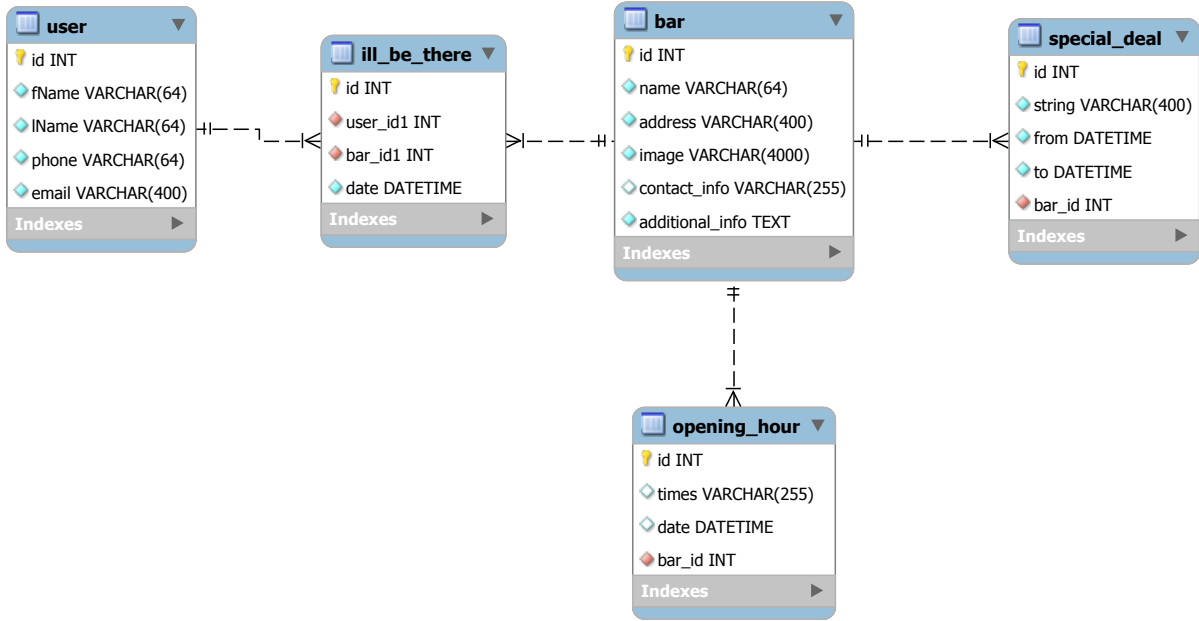 user
id INT
fName VARCHAR(64)
lName VARCHAR(64)
phone VARCHAR(64)
email VARCHAR(400)
Indexes
ill_be_there
id INT
user_id1 INT
bar_id1 INT
date DATETIME
Indexes
bar
id INT
name VARCHAR(64)
address VARCHAR(400)
image VARCHAR(4000)
contact_info VARCHAR(255)
additional_info TEXT
Indexes
special_deal
id INT
string VARCHAR(400)
from DATETIME
to DATETIME
bar_id INT
Indexes
opening_hour
id INT
times VARCHAR(255)
date DATETIME
bar_id INT
Indexes